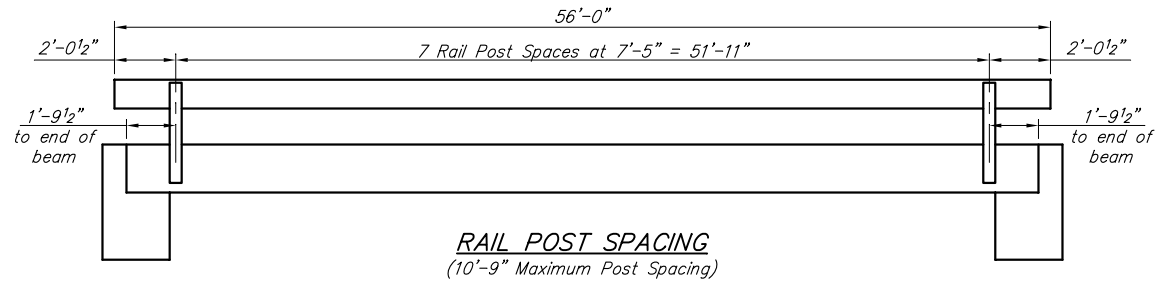 56'-0"
2'-0½"
7 Rail Post Spaces at 7'-5" = 51'-11"
2'-0½"
1'-9½"
to end of
beam
1'-9½"
to end of
beam
RAIL POST SPACING
(10'-9" Maximum Post Spacing)